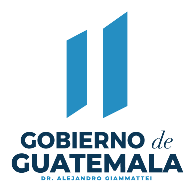 GOBIERNO de
GUATEMALA
DR. ALEJANDRO GIAMMATTEI